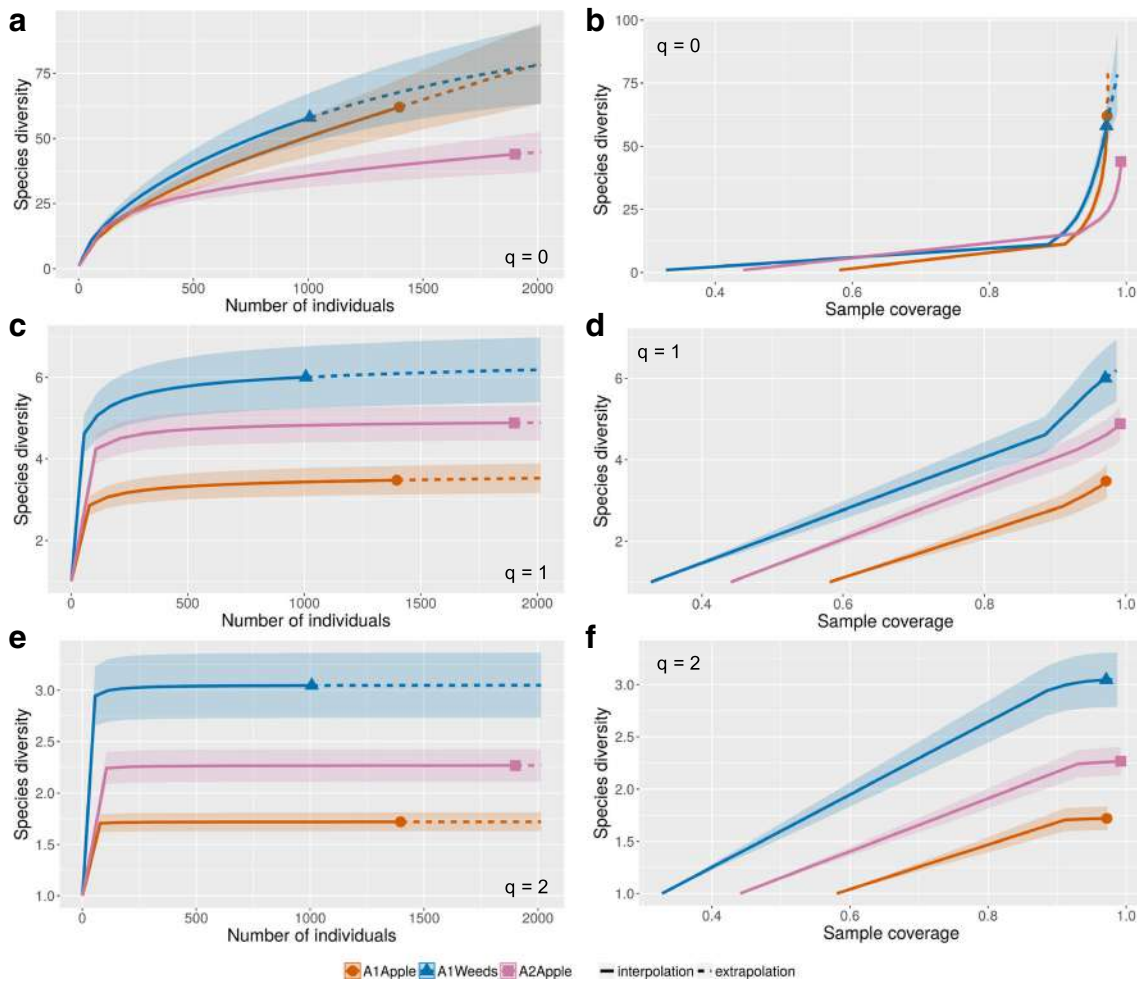 a
Species diversity
75
50
25
0
q = 0
0 500 1000 1500 2000
Number of individuals
b
Species diversity
100
75
50
25
0
q = 0
0.4 0.6 0.8 1.0
Sample coverage
c
Species diversity
6
4
2
q = 1
0 500 1000 1500 2000
Number of individuals
d
Species diversity
6
4
2
q = 1
0.4 0.6 0.8 1.0
Sample coverage
e
Species diversity
3.0
2.5
2.0
1.5
1.0
q = 2
0 500 1000 1500 2000
Number of individuals
f
Species diversity
3.0
2.5
2.0
1.5
1.0
q = 2
0.4 0.6 0.8 1.0
Sample coverage
A1Apple A1Weeds A2Apple interpolation extrapolation